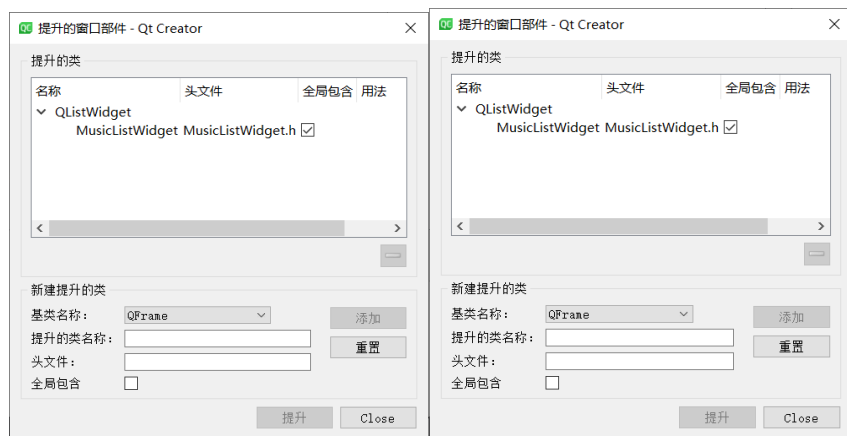 提升的窗口部件 - Qt Creator
提升的类
名称 头文件 全局包含 用法
QListWidget
MusicListWidget MusicListWidget.h
新建提升的类
基类名称： QFrame 添加
提升的类名称： 重置
头文件：
全局包含
提升 Close
提升的窗口部件 - Qt Creator
提升的类
名称 头文件 全局包含 用法
QListWidget
MusicListWidget MusicListWidget.h
新建提升的类
基类名称： QFrame 添加
提升的类名称：
重置
头文件：
全局包含
提升 Close